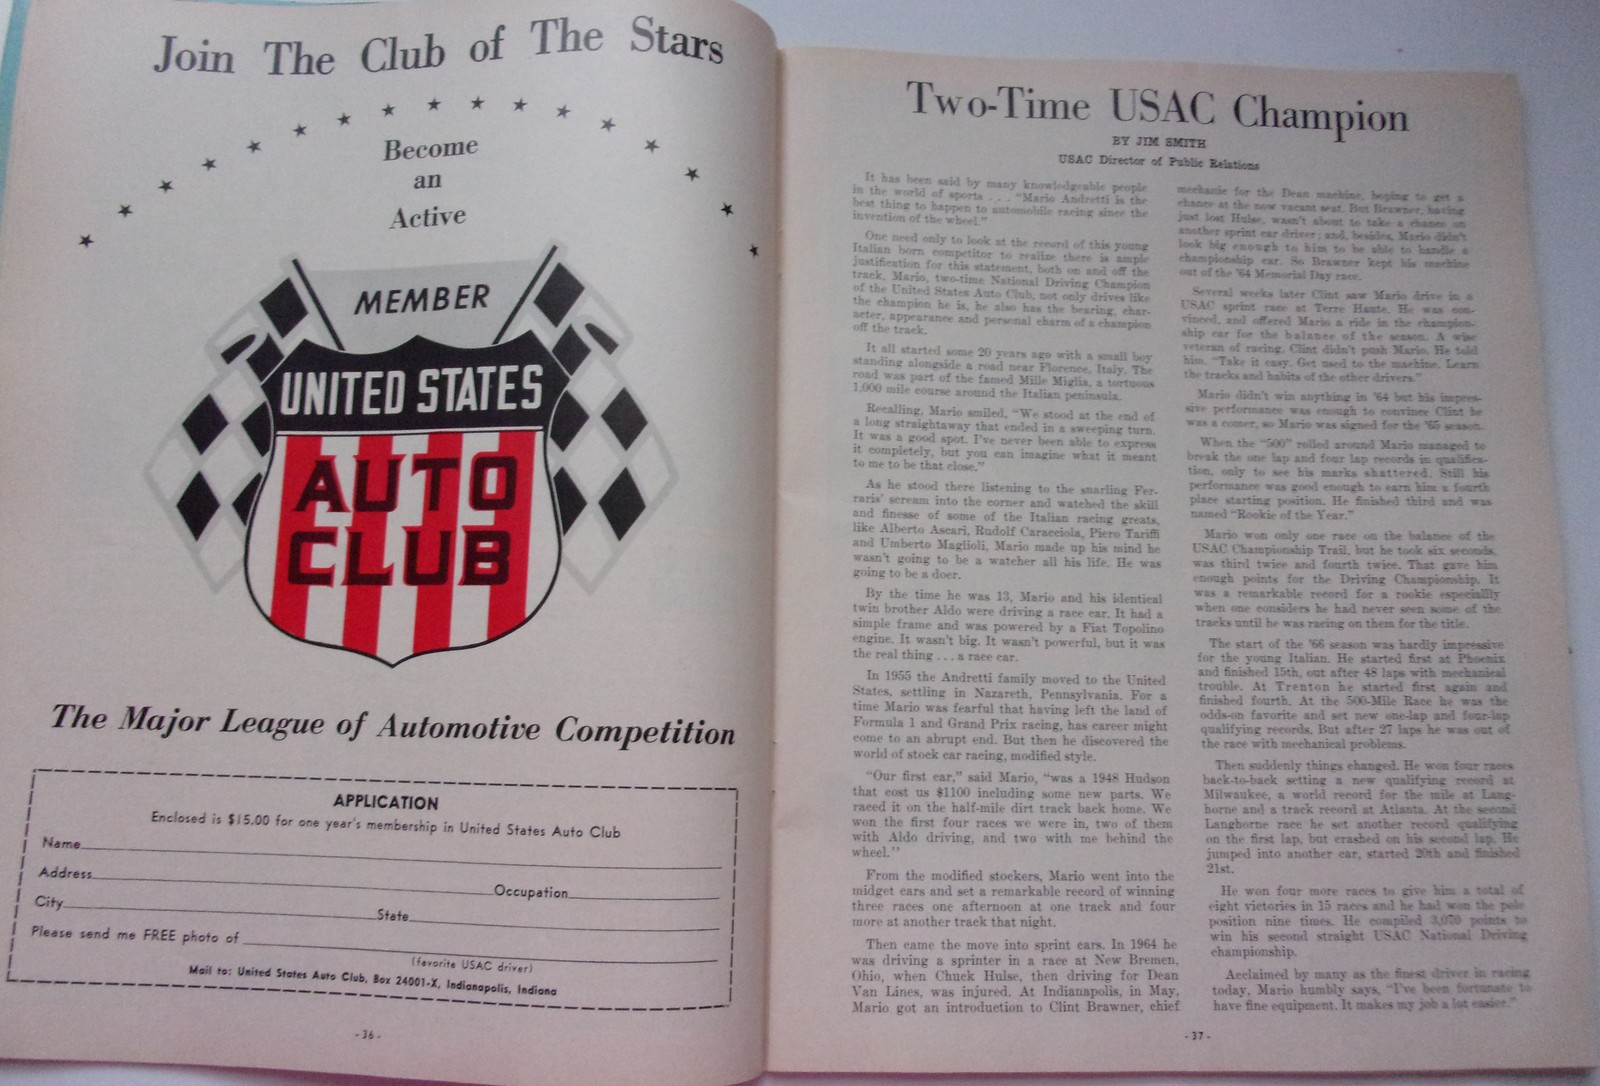 Join The Club of The Stars
Become
an
Active
MEMBER
UNITED STATES
AUTO
CLUB
The Major League of Automotive Competition
APPLICATION
Enclosed is $15.00 for one year's membership in United States Auto Club
Name
Address Occupation
City State
Please send me FREE photo of
(favorite USAC driver)
Mail to: United States Auto Club, Box 24001-X, Indianapolis, Indiana
- 36 -
Two-Time USAC Champion
BY JIM SMITH
USAC Director of Public Relations
It has been said by many knowledgeable people
in the world of sports . . . "Mario Andretti is the
best thing to happen to automobile racing since the
invention of the wheel."
One need only to look at the record of this young
Italian born competitor to realize there is ample
justification for this statement, both on and off the
track, Mario, two-time National Driving Champion
of the United States Auto Club, not only drives like
the champion he is, he also has the bearing, char-
acter, appearance and personal charm of a champion
off the track.
It all started some 20 years ago with a small boy
standing alongside a road near Florence, Italy. The
road was part of the famed Mille Miglia, a tortuous
1,000 mile course around the Italian peninsula.
Recalling, Mario smiled, "We stood at the end of
a long straightaway that ended in a sweeping turn.
It was a good spot. I've never been able to express
it completely, but you can imagine what it meant
to me to be that close."
As he stood there listening to the snarling Fer-
raris' scream into the corner and watched the skill
and finesse of some of the Italian racing greats,
like Alberto Ascari, Rudolf Caracciola, Piero Tariffi
and Umberto Maglioli, Mario made up his mind he
wasn't going to be a watcher all his life. He was
going to be a doer.
By the time he was 13, Mario and his identical
twin brother Aldo were driving a race car. It had a
simple frame and was powered by a Fiat Topolino
engine. It wasn't big. It wasn't powerful, but it was
the real thing . . . a race car.
In 1955 the Andretti family moved to the United
States, settling in Nazareth, Pennsylvania. For a
time Mario was fearful that having left the land of
Formula 1 and Grand Prix racing, has career might
come to an abrupt end. But then he discovered the
world of stock car racing, modified style.
"Our first car," said Mario, "was a 1948 Hudson
that cost us $1100 including some new parts. We
raced it on the half-mile dirt track back home. We
won the first four races we were in, two of them
with Aldo driving, and two with me behind the
wheel."
From the modified stockers, Mario went into the
midget cars and set a remarkable record of winning
three races one afternoon at one track and four
more at another track that night.
Then came the move into sprint cars. In 1964 he
was driving a sprinter in a race at New Bremen,
Ohio, when Chuck Hulse, then driving for Dean
Van Lines, was injured. At Indianapolis, in May,
Mario got an introduction to Clint Brawner, chief
mechanic for the Dean machine, hoping to get a
chance at the now vacant seat. But Brawner, having
just lost Hulse, wasn't about to take a chance on
another sprint car driver; and, besides, Mario didn't
look big enough to him to be able to handle a
championship car. So Brawner kept his machine
out of the '64 Memorial Day race.
Several weeks later Clint saw Mario drive in a
USAC sprint race at Terre Haute. He was con-
vinced, and offered Mario a ride in the champion-
ship car for the balance of the season. A wise
veteran of racing, Clint didn't push Mario. He told
him, "Take it easy. Get used to the machine. Learn
the tracks and habits of the other drivers."
Mario didn't win anything in '64 but his impres-
sive performance was enough to convince Clint he
was a comer, so Mario was signed for the '65 season.
When the "500" rolled around Mario managed to
break the one lap and four lap records in qualifica-
tion, only to see his marks shattered. Still his
performance was good enough to earn him a fourth
place starting position. He finished third and was
named "Rookie of the Year."
Mario won only one race on the balance of the
USAC Championship Trail, but he took six seconds,
was third twice and fourth twice. That gave him
enough points for the Driving Championship. It
was a remarkable record for a rookie especiallly
when one considers he had never seen some of the
tracks until he was racing on them for the title.
The start of the '66 season was hardly impressive
for the young Italian. He started first at Phoenix
and finished 15th, out after 48 laps with mechanical
trouble. At Trenton he started first again and
finished fourth. At the 500-Mile Race he was the
odds-on favorite and set new one-lap and four-lap
qualifying records. But after 27 laps he was out of
the race with mechanical problems.
Then suddenly things changed. He won four races
back-to-back setting a new qualifying record at
Milwaukee, a world record for the mile at Lang-
horne and a track record at Atlanta. At the second
Langhorne race he set another record qualifying
on the first lap, but crashed on his second lap. He
jumped into another car, started 20th and finished
21st.
He won four more races to give him a total of
eight victories in 15 races and he had won the pole
position nine times. He compiled 3,070 points to
win his second straight USAC National Driving
championship.
Acclaimed by many as the finest driver in racing
today, Mario humbly says, "I've been fortunate to
have fine equipment. It makes my job a lot easier."
- 37 -